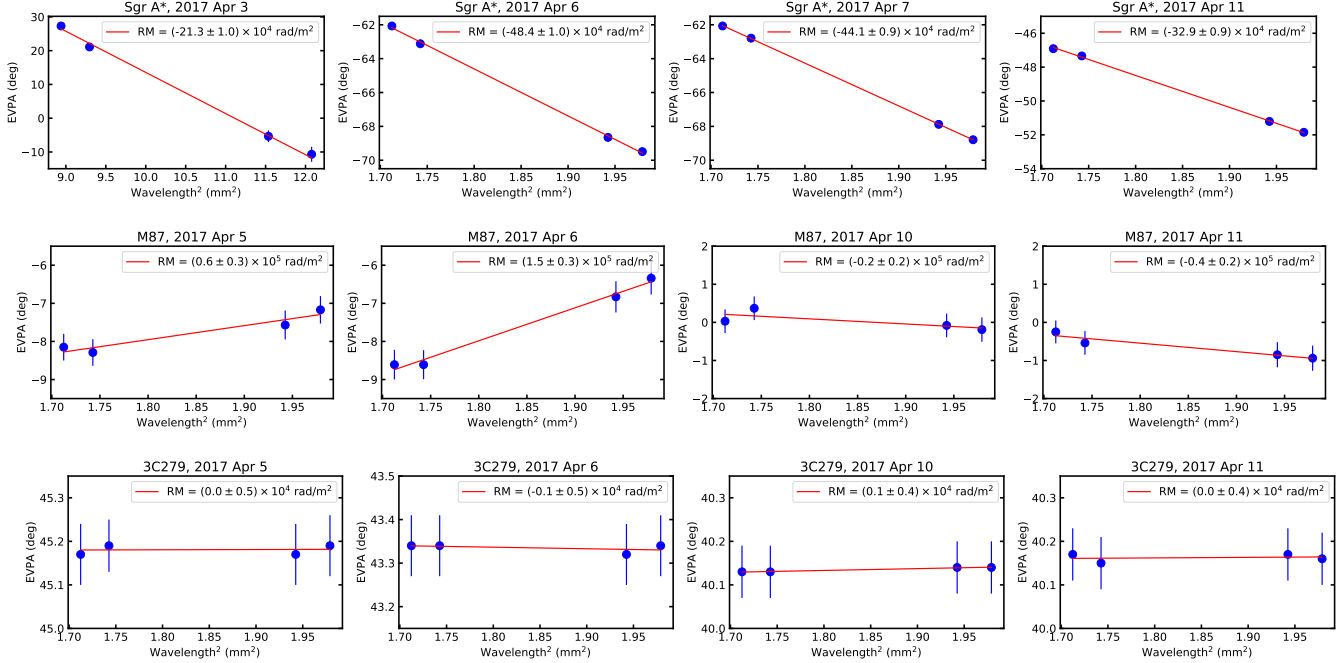 Sgr A*, 2017 Apr 3
RM = (-21.3 ± 1.0) × 10⁴ rad/m²
EVPA (deg)
30
20
10
0
−10
9.0 9.5 10.0 10.5 11.0 11.5 12.0
Wavelength² (mm²)
Sgr A*, 2017 Apr 6
RM = (-48.4 ± 1.0) × 10⁴ rad/m²
EVPA (deg)
−62
−64
−66
−68
−70
1.70 1.75 1.80 1.85 1.90 1.95
Wavelength² (mm²)
Sgr A*, 2017 Apr 7
RM = (-44.1 ± 0.9) × 10⁴ rad/m²
EVPA (deg)
−62
−64
−66
−68
−70
1.70 1.75 1.80 1.85 1.90 1.95
Wavelength² (mm²)
Sgr A*, 2017 Apr 11
RM = (-32.9 ± 0.9) × 10⁴ rad/m²
EVPA (deg)
−46
−48
−50
−52
−54
1.70 1.75 1.80 1.85 1.90 1.95
Wavelength² (mm²)
M87, 2017 Apr 5
RM = (0.6 ± 0.3) × 10⁵ rad/m²
EVPA (deg)
−6
−7
−8
−9
1.70 1.75 1.80 1.85 1.90 1.95
Wavelength² (mm²)
M87, 2017 Apr 6
RM = (1.5 ± 0.3) × 10⁵ rad/m²
EVPA (deg)
−6
−7
−8
−9
1.70 1.75 1.80 1.85 1.90 1.95
Wavelength² (mm²)
M87, 2017 Apr 10
RM = (-0.2 ± 0.2) × 10⁵ rad/m²
EVPA (deg)
2
1
0
−1
−2
1.70 1.75 1.80 1.85 1.90 1.95
Wavelength² (mm²)
M87, 2017 Apr 11
RM = (-0.4 ± 0.2) × 10⁵ rad/m²
EVPA (deg)
2
1
0
−1
−2
1.70 1.75 1.80 1.85 1.90 1.95
Wavelength² (mm²)
3C279, 2017 Apr 5
RM = (0.0 ± 0.5) × 10⁴ rad/m²
EVPA (deg)
45.3
45.2
45.1
45.0
1.70 1.75 1.80 1.85 1.90 1.95
Wavelength² (mm²)
3C279, 2017 Apr 6
RM = (-0.1 ± 0.5) × 10⁴ rad/m²
EVPA (deg)
43.5
43.4
43.3
43.2
1.70 1.75 1.80 1.85 1.90 1.95
Wavelength² (mm²)
3C279, 2017 Apr 10
RM = (0.1 ± 0.4) × 10⁴ rad/m²
EVPA (deg)
40.3
40.2
40.1
40.0
1.70 1.75 1.80 1.85 1.90 1.95
Wavelength² (mm²)
3C279, 2017 Apr 11
RM = (0.0 ± 0.4) × 10⁴ rad/m²
EVPA (deg)
40.3
40.2
40.1
40.0
1.70 1.75 1.80 1.85 1.90 1.95
Wavelength² (mm²)